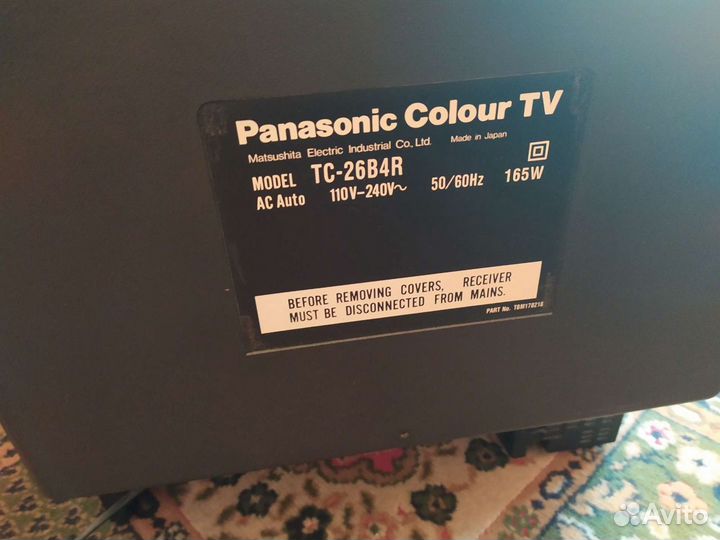 Panasonic Colour TV
Matsushita Electric Industrial Co., Ltd. Made in Japan
MODEL TC-26B4R
AC Auto 110V-240V~ 50/60Hz 165W
BEFORE REMOVING COVERS, RECEIVER
MUST BE DISCONNECTED FROM MAINS.
PART No. TBM170218
Avito